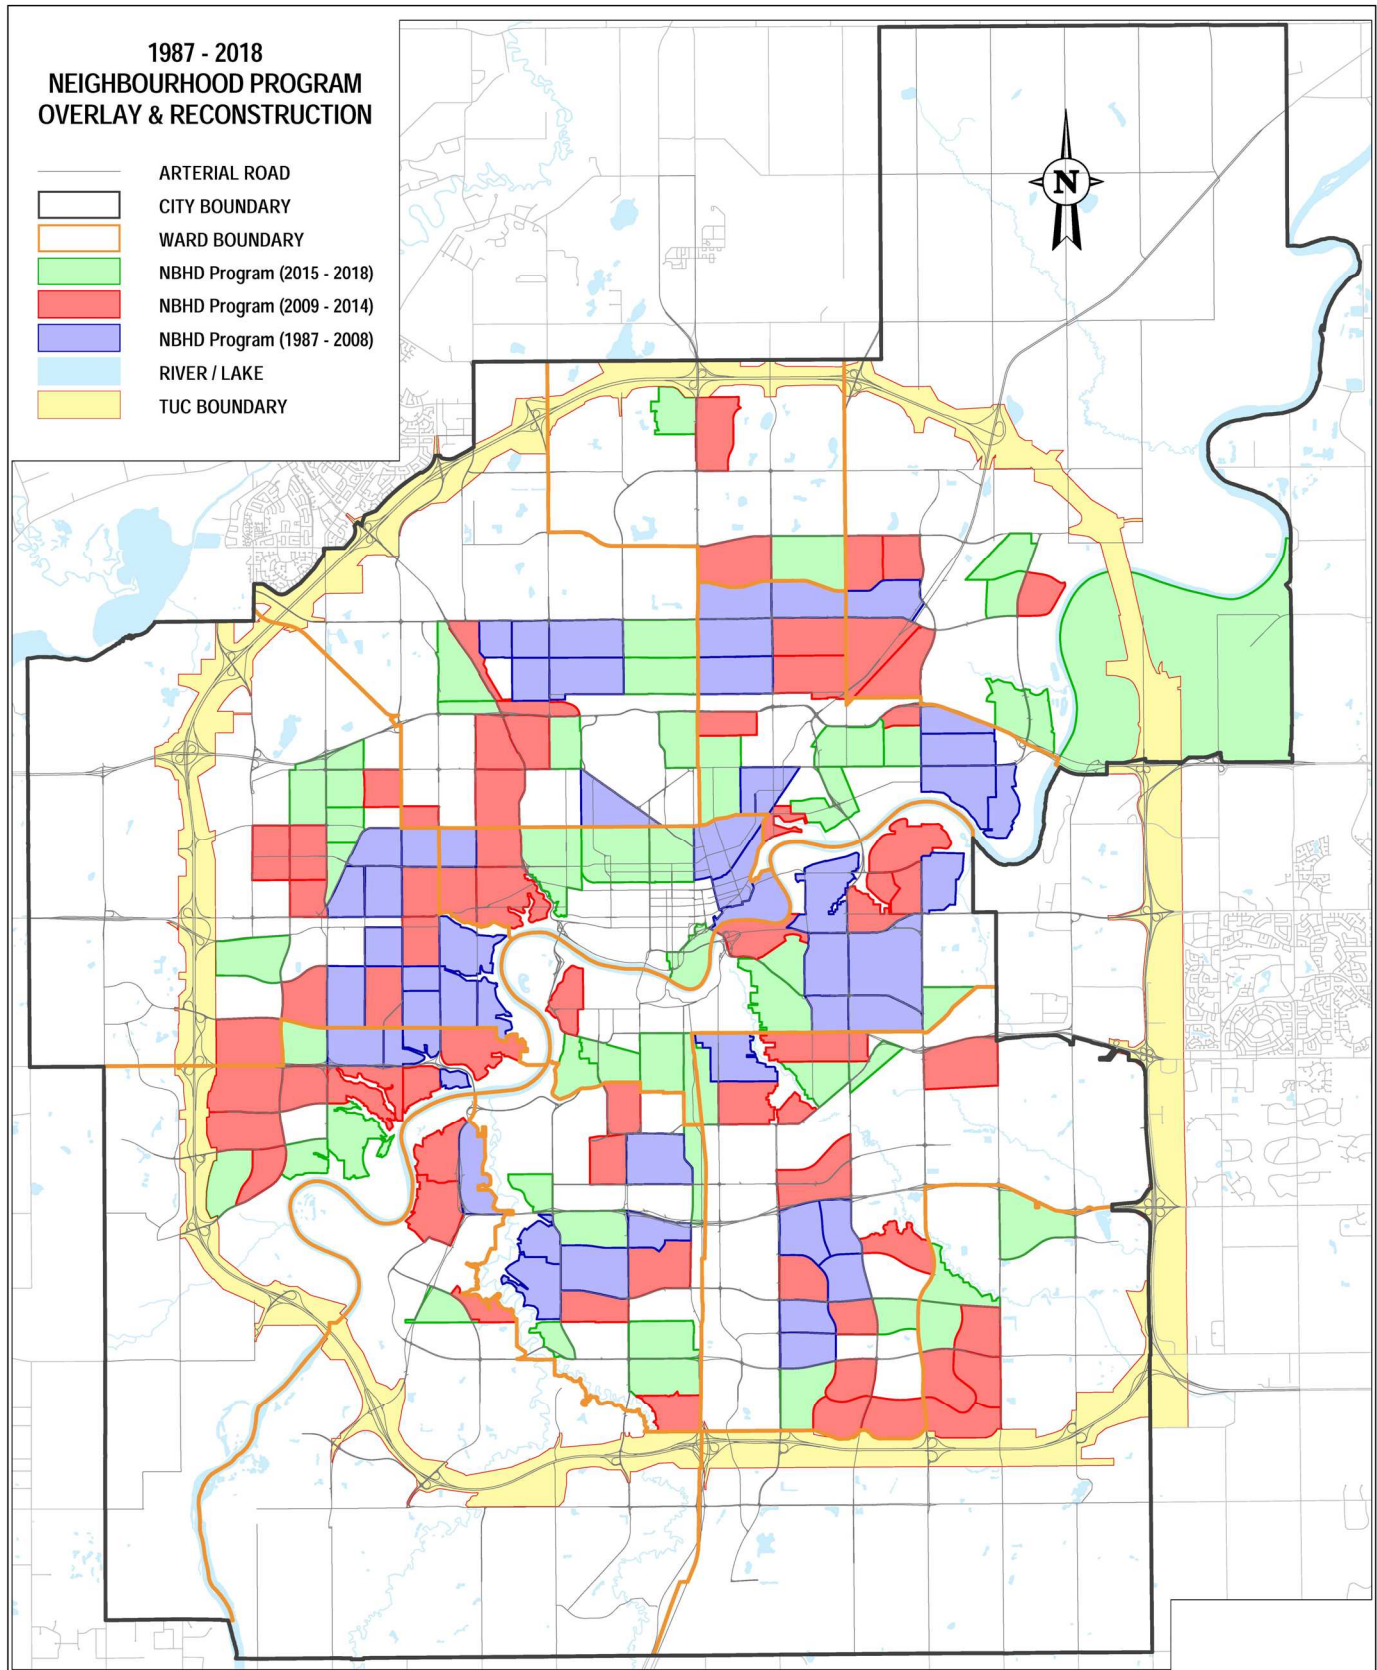 1987 - 2018
NEIGHBOURHOOD PROGRAM
OVERLAY & RECONSTRUCTION
ARTERIAL ROAD
CITY BOUNDARY
WARD BOUNDARY
NBHD Program (2015 - 2018)
NBHD Program (2009 - 2014)
NBHD Program (1987 - 2008)
RIVER / LAKE
TUC BOUNDARY
N